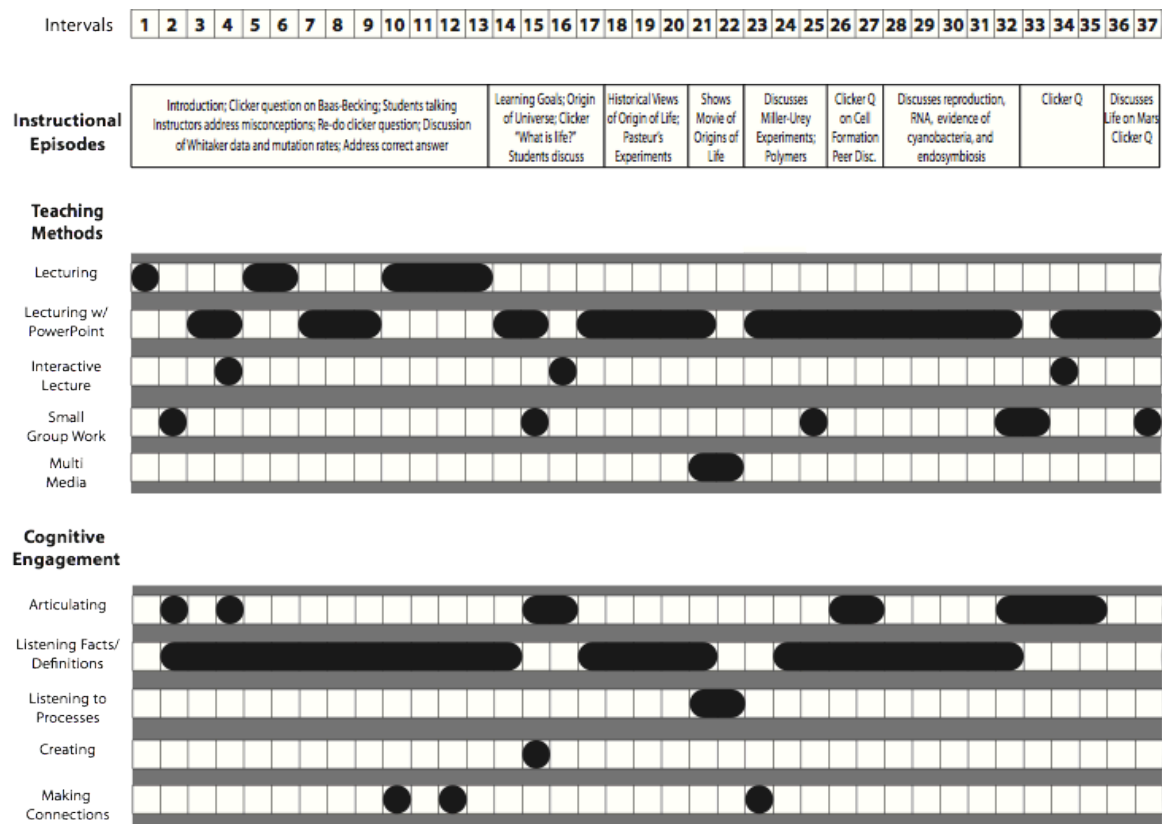 Intervals 1 2 3 4 5 6 7 8 9 10 11 12 13 14 15 16 17 18 19 20 21 22 23 24 25 26 27 28 29 30 31 32 33 34 35 36 37
Instructional
Episodes
Introduction; Clicker question on Baas-Becking; Students talking
Instructors address misconceptions; Re-do clicker question; Discussion
of Whitaker data and mutation rates; Address correct answer
Learning Goals; Origin
of Universe; Clicker
"What is life?"
Students discuss
Historical Views
of Origin of Life;
Pasteur's
Experiments
Shows
Movie of
Origins of
Life
Discusses
Miller-Urey
Experiments;
Polymers
Clicker Q
on Cell
Formation
Peer Disc.
Discusses reproduction,
RNA, evidence of
cyanobacteria, and
endosymbiosis
Clicker Q
Discusses
Life on Mars
Clicker Q
Teaching
Methods
Lecturing
Lecturing w/
PowerPoint
Interactive
Lecture
Small
Group Work
Multi
Media
Cognitive
Engagement
Articulating
Listening Facts/
Definitions
Listening to
Processes
Creating
Making
Connections